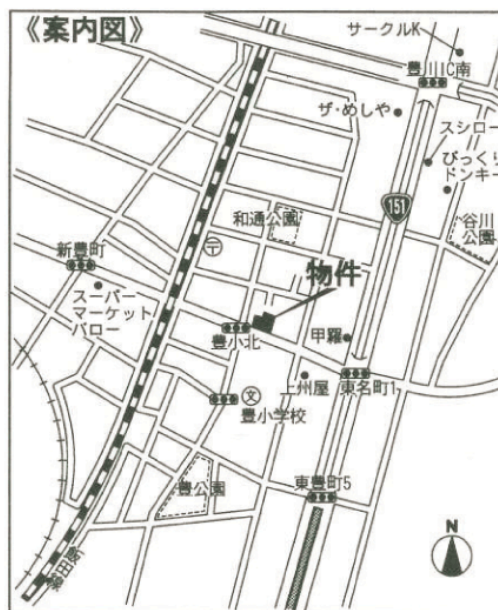 《案内図》
サークルK
豊川IC南
ザ・めしや
スシロー
びっくり
ドンキー
151
谷川
公園
和通公園
〒
新豊町
物件
スーパー
マーケット
バロー
豊小北
甲羅
上州屋
東名町1
文
豊小学校
豊公園
東豊町5
飯田線
N